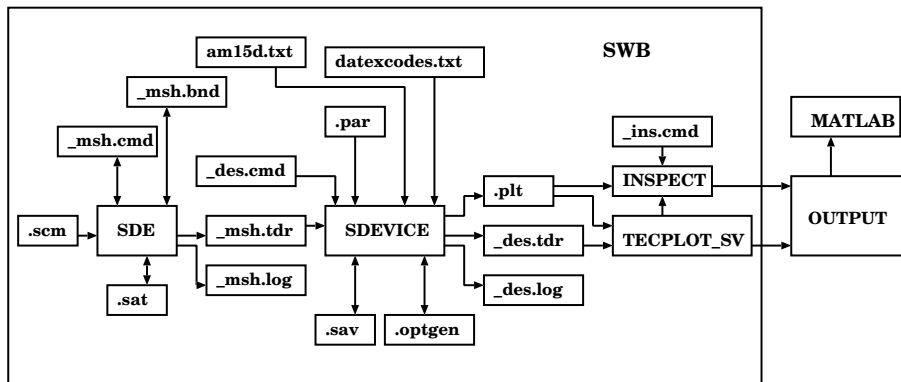 am15d.txt
SWB
datexcodes.txt
_msh.bnd
MATLAB
.par
_ins.cmd
_msh.cmd
_des.cmd
.plt
INSPECT
.scm
SDE
_msh.tdr
SDEVICE
_des.tdr
TECPLOT_SV
OUTPUT
_msh.log
_des.log
.sat
.sav
.optgen